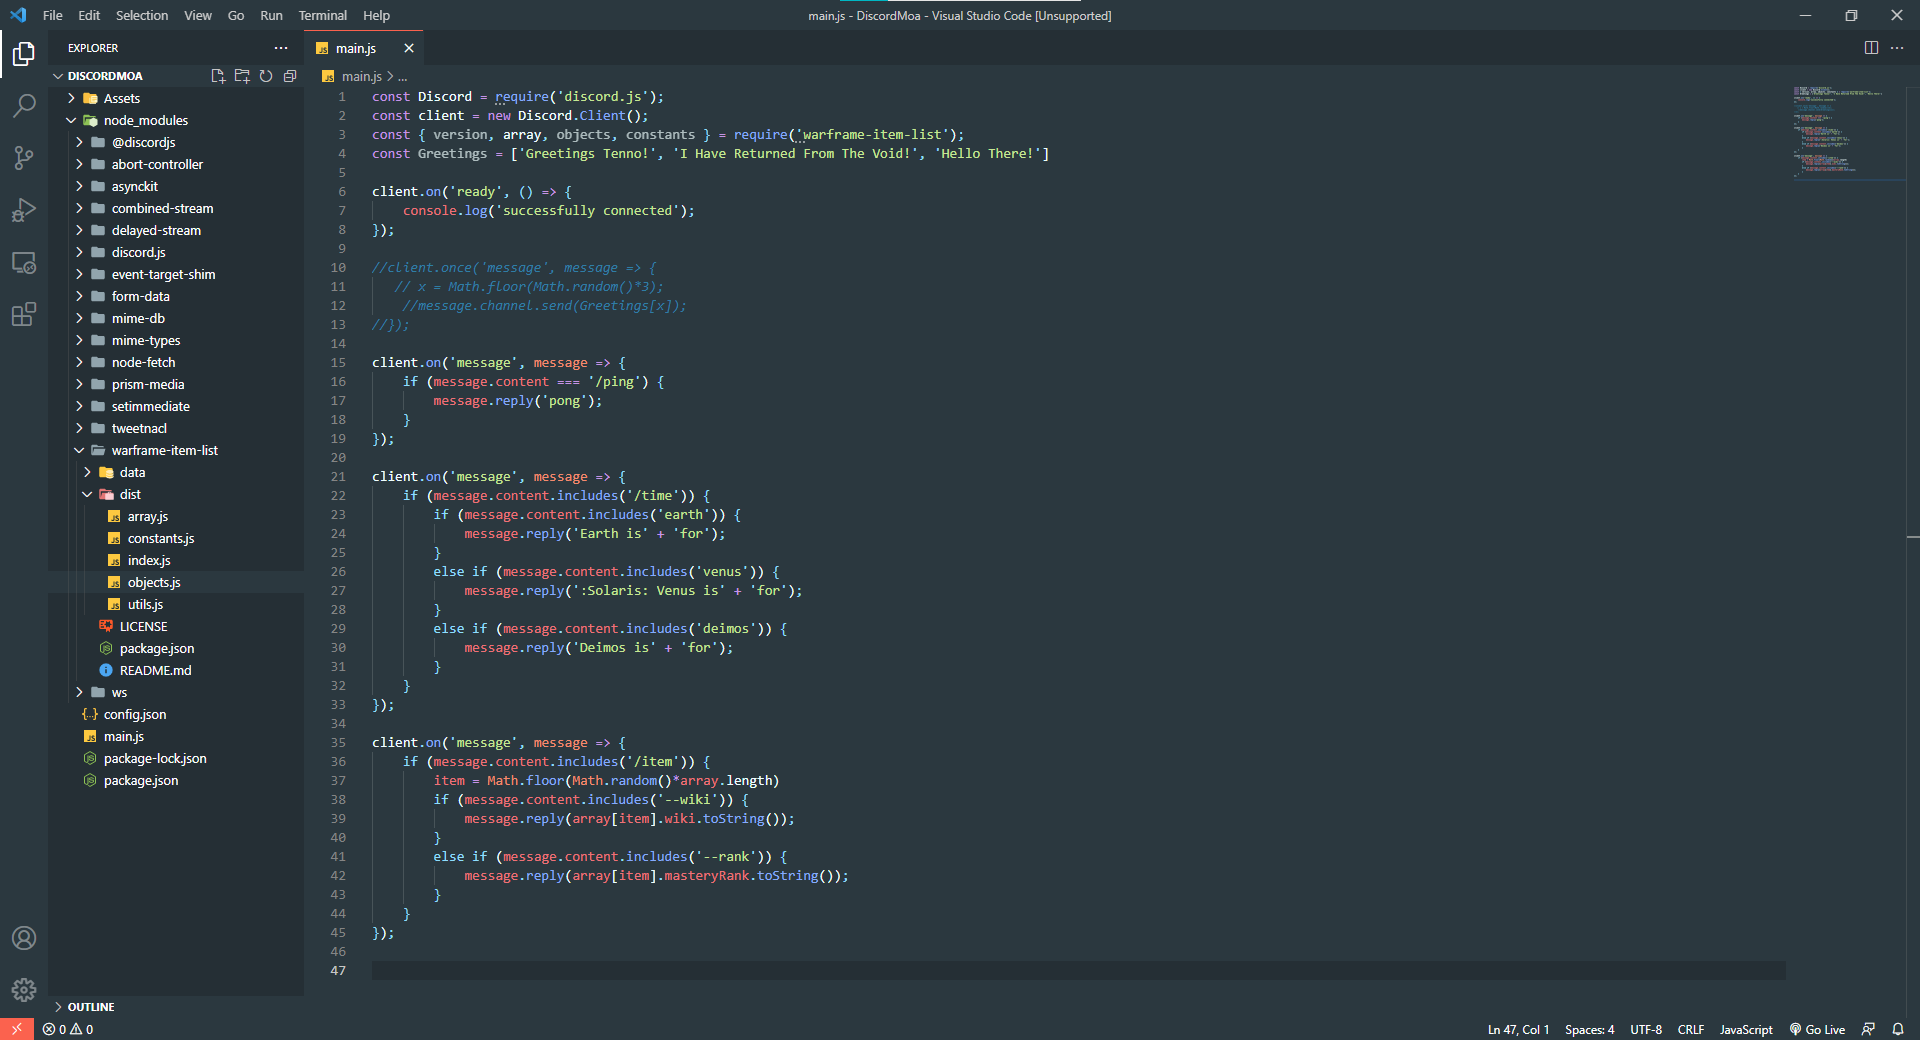 File Edit Selection View Go Run Terminal Help
main.js - DiscordMoa - Visual Studio Code [Unsupported]
EXPLORER
DISCORDMOA
Assets
node_modules
@discordjs
abort-controller
asynckit
combined-stream
delayed-stream
discord.js
event-target-shim
form-data
mime-db
mime-types
node-fetch
prism-media
setimmediate
tweetnacl
warframe-item-list
data
dist
array.js
constants.js
index.js
objects.js
utils.js
LICENSE
package.json
README.md
ws
config.json
main.js
package-lock.json
package.json
OUTLINE
main.js
main.js > ...
1 const Discord = require('discord.js');
2 const client = new Discord.Client();
3 const { version, array, objects, constants } = require('warframe-item-list');
4 const Greetings = ['Greetings Tenno!', 'I Have Returned From The Void!', 'Hello There!']
5
6 client.on('ready', () => {
7     console.log('successfully connected');
8 });
9
10 //client.once('message', message => {
11    // x = Math.floor(Math.random()*3);
12     //message.channel.send(Greetings[x]);
13 //});
14
15 client.on('message', message => {
16     if (message.content === '/ping') {
17         message.reply('pong');
18     }
19 });
20
21 client.on('message', message => {
22     if (message.content.includes('/time')) {
23         if (message.content.includes('earth')) {
24             message.reply('Earth is' + 'for');
25         }
26         else if (message.content.includes('venus')) {
27             message.reply(':Solaris: Venus is' + 'for');
28         }
29         else if (message.content.includes('deimos')) {
30             message.reply('Deimos is' + 'for');
31         }
32     }
33 });
34
35 client.on('message', message => {
36     if (message.content.includes('/item')) {
37         item = Math.floor(Math.random()*array.length)
38         if (message.content.includes('--wiki')) {
39             message.reply(array[item].wiki.toString());
40         }
41         else if (message.content.includes('--rank')) {
42             message.reply(array[item].masteryRank.toString());
43         }
44     }
45 });
46
47
0 0
Ln 47, Col 1 Spaces: 4 UTF-8 CRLF JavaScript Go Live